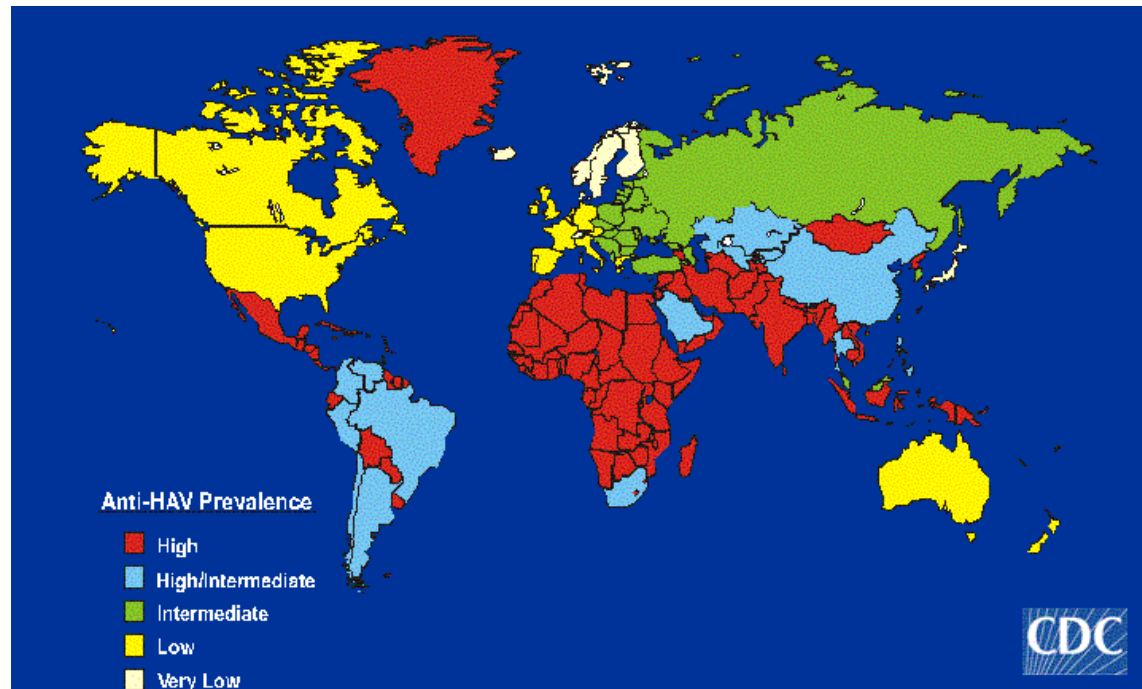 Anti-HAV Prevalence
High
High/Intermediate
Intermediate
Low
Very Low
CDC